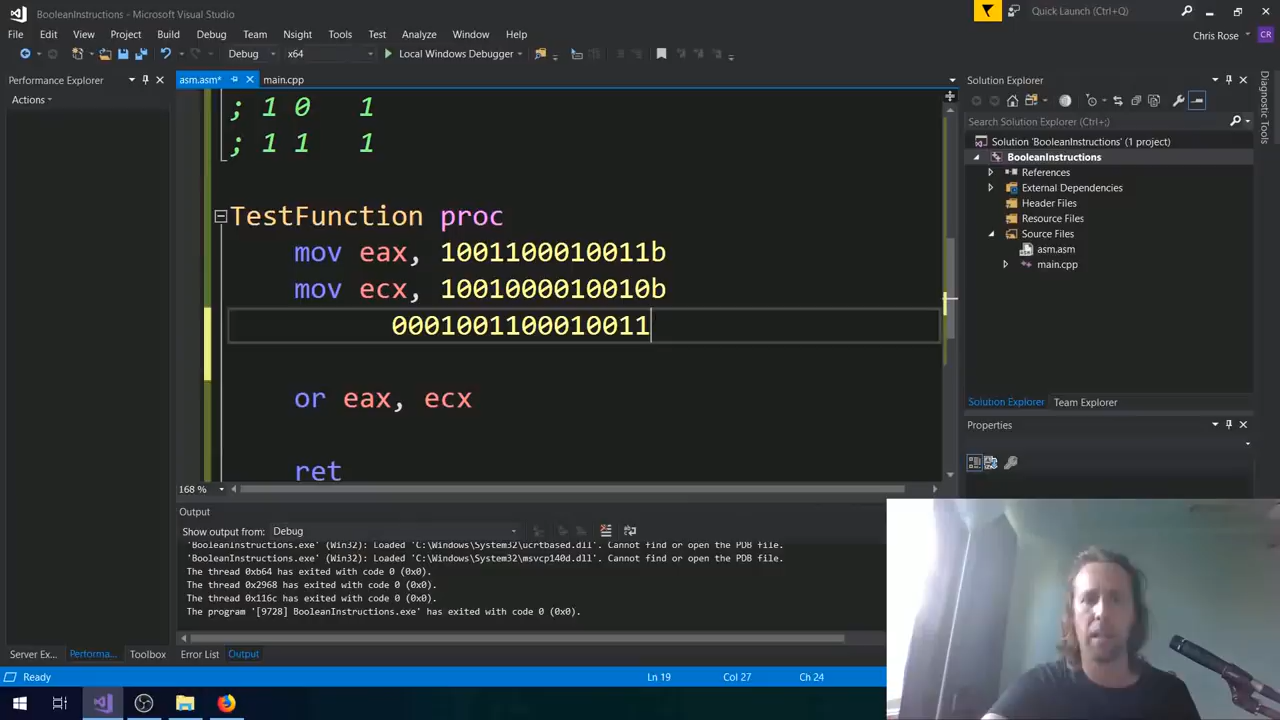 BooleanInstructions - Microsoft Visual Studio
Quick Launch (Ctrl+Q)
File Edit View Project Build Debug Team Nsight Tools Test Analyze Window Help
Chris Rose
CR
Debug x64 Local Windows Debugger
Performance Explorer
Actions
asm.asm* main.cpp
; 1 0 1
; 1 1 1
TestFunction proc
mov eax, 1001100010011b
mov ecx, 1001000010010b
0001001100010011
or eax, ecx
ret
168 %
Solution Explorer
Search Solution Explorer (Ctrl+;)
Solution 'BooleanInstructions' (1 project)
BooleanInstructions
References
External Dependencies
Header Files
Resource Files
Source Files
asm.asm
main.cpp
Solution Explorer Team Explorer
Properties
Diagnostic Tools
Output
Show output from: Debug
'BooleanInstructions.exe' (Win32): Loaded 'C:\Windows\System32\ucrtbased.dll'. Cannot find or open the PDB file.
'BooleanInstructions.exe' (Win32): Loaded 'C:\Windows\System32\msvcp140d.dll'. Cannot find or open the PDB file.
The thread 0xb64 has exited with code 0 (0x0).
The thread 0x2968 has exited with code 0 (0x0).
The thread 0x116c has exited with code 0 (0x0).
The program '[9728] BooleanInstructions.exe' has exited with code 0 (0x0).
Server Ex... Performa... Toolbox Error List Output
Ready Ln 19 Col 27 Ch 24